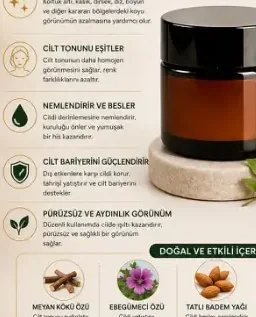 koltuk altı, kasık, dirsek, diz, boyun
ve diğer kararan bölgelerdeki koyu
görünümün azalmasına yardımcı olur.
CİLT TONUNU EŞİTLER
Cilt tonunun daha homojen
görünmesini sağlar, renk
farklılıklarını azaltır.
NEMLENDİRİR VE BESLER
Cildi derinlemesine nemlendirir,
kuruluğu önler ve yumuşak
bir his kazandırır.
CİLT BARİYERİNİ GÜÇLENDİRİR
Dış etkenlere karşı cildi korur,
tahrişi yatıştırır ve cilt bariyerini
destekler.
PÜRÜZSÜZ VE AYDINLIK GÖRÜNÜM
Düzenli kullanımda cilde ışıltı kazandırır,
pürüzsüz ve sağlıklı bir görünüm
sağlar.
DOĞAL VE ETKİLİ İÇER
MEYAN KÖKÜ ÖZÜ
EBEGÜMECİ ÖZÜ
TATLI BADEM YAĞI